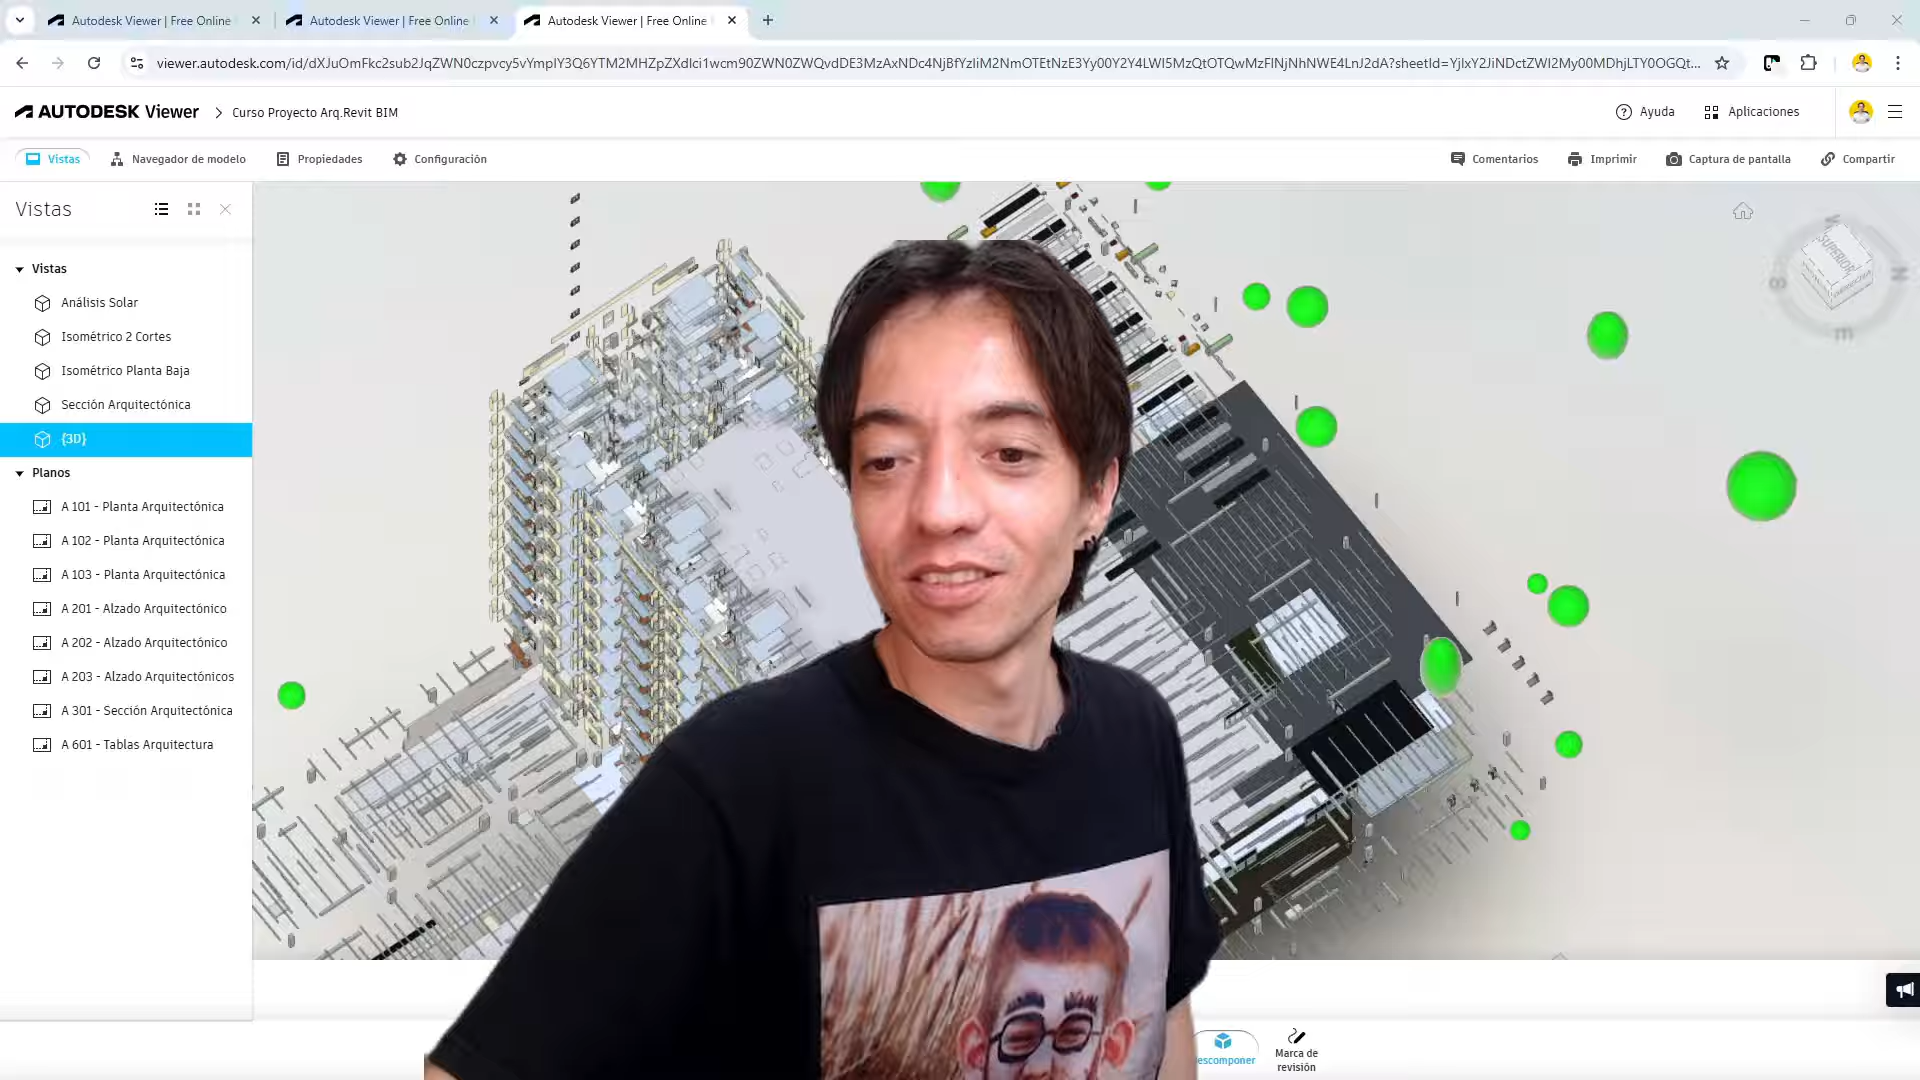 Autodesk Viewer | Free Online
Autodesk Viewer | Free Online
Autodesk Viewer | Free Online
AUTODESK Viewer
Curso Proyecto Arq.Revit BIM
Ayuda
Aplicaciones
Vistas
Navegador de modelo
Propiedades
Configuración
Comentarios
Imprimir
Captura de pantalla
Compartir
Vistas
SUPERIOR
Vistas
Análisis Solar
Isométrico 2 Cortes
Isométrico Planta Baja
Sección Arquitectónica
{3D}
Planos
A 101 - Planta Arquitectónica
A 102 - Planta Arquitectónica
A 103 - Planta Arquitectónica
A 201 - Alzado Arquitectónico
A 202 - Alzado Arquitectónico
A 203 - Alzado Arquitectónicos
A 301 - Sección Arquitectónica
A 601 - Tablas Arquitectura
escomponer
Marca de
revisión